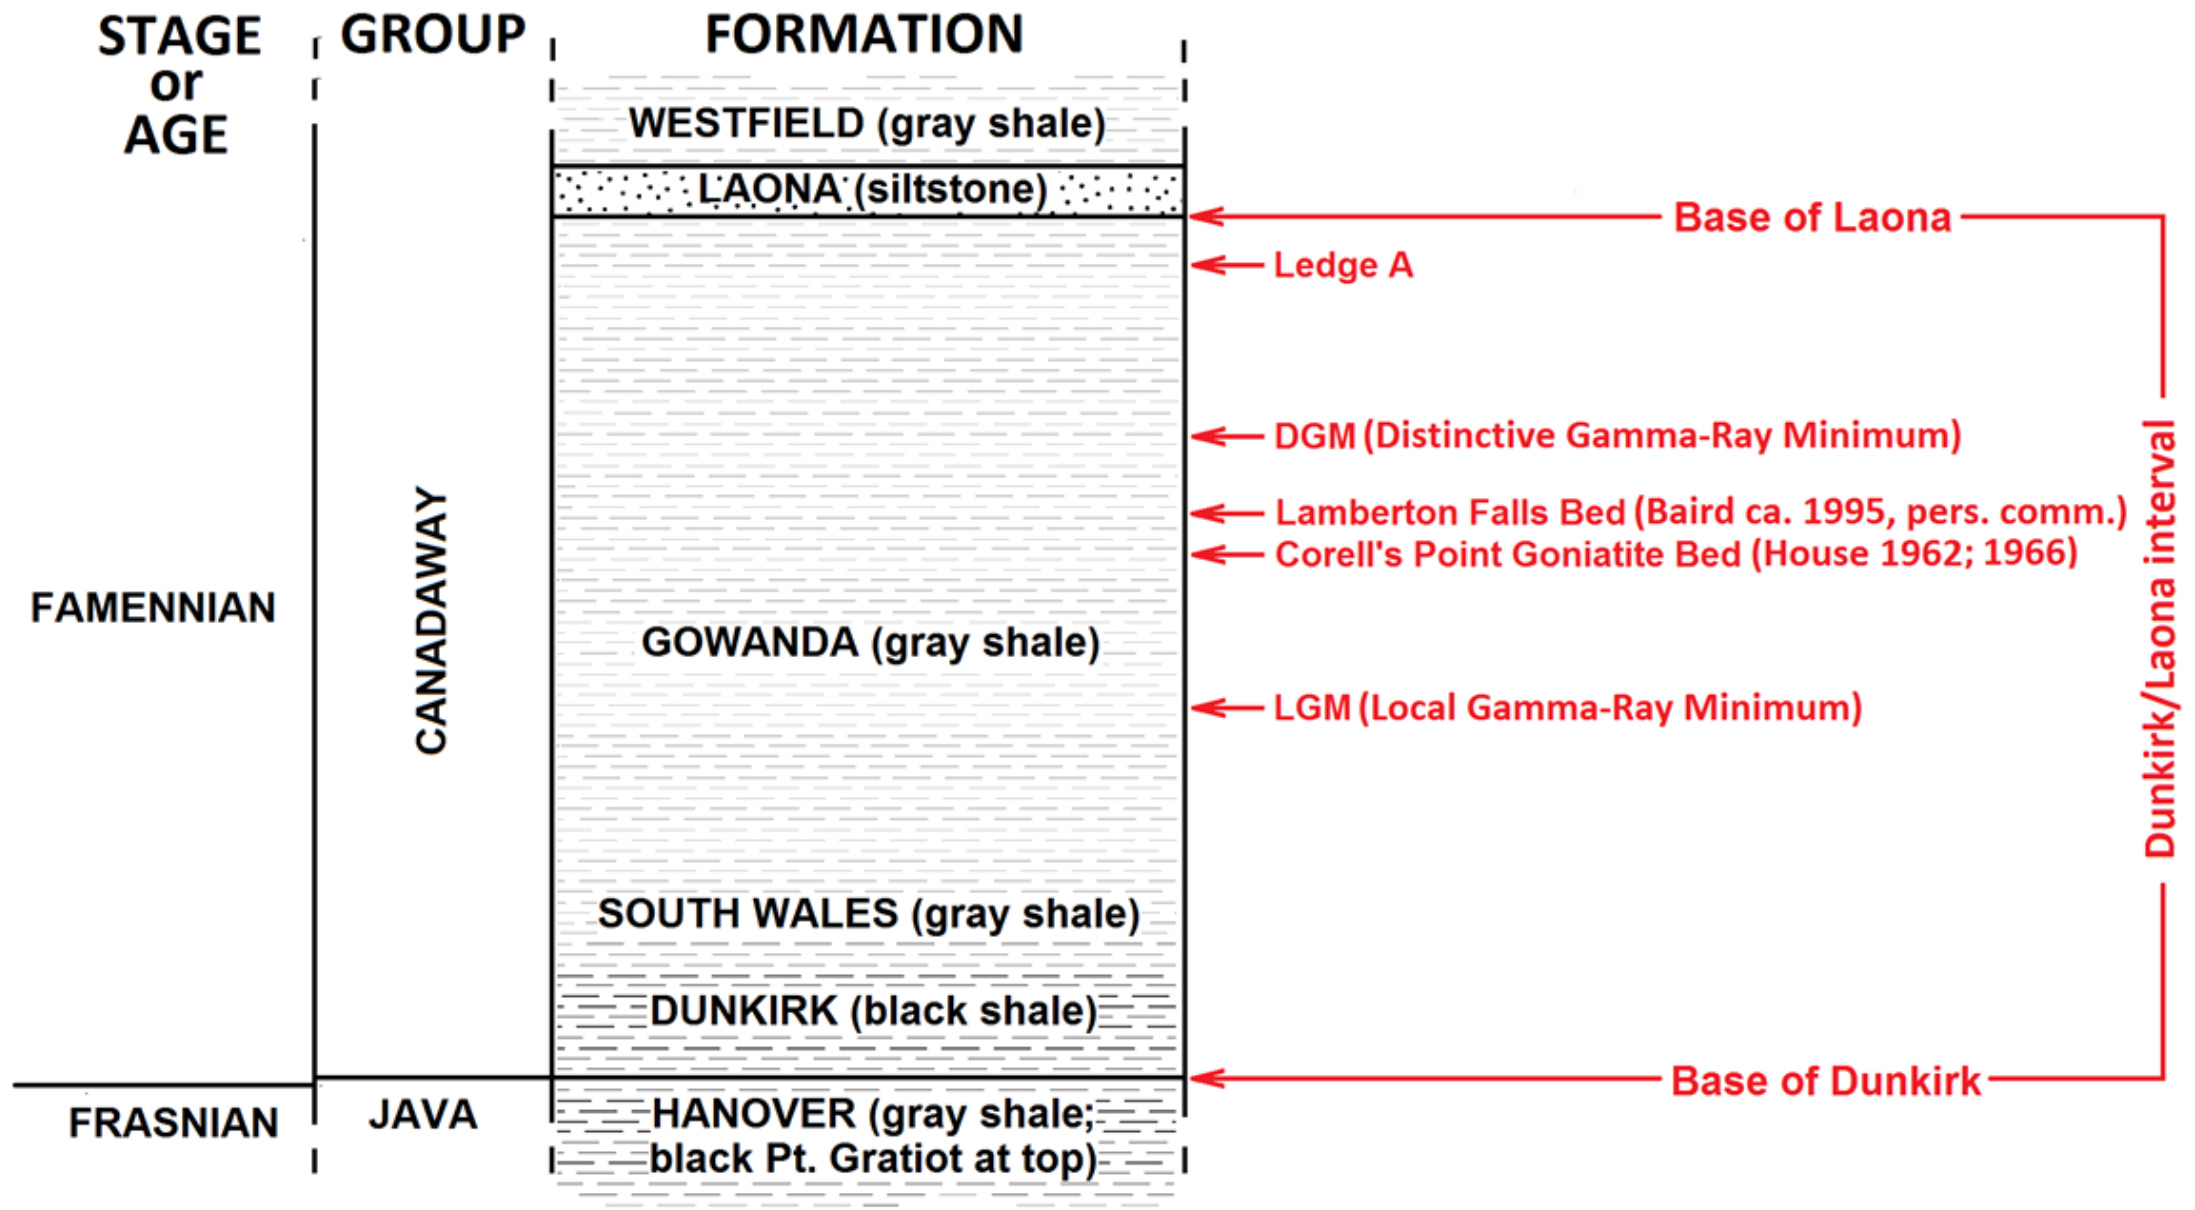 STAGE
or
AGE
GROUP
FORMATION
WESTFIELD (gray shale)
LAONA (siltstone)
Base of Laona
Ledge A
DGM (Distinctive Gamma-Ray Minimum)
Lamberton Falls Bed (Baird ca. 1995, pers. comm.)
Corell's Point Goniatite Bed (House 1962; 1966)
FAMENNIAN
CANADAWAY
GOWANDA (gray shale)
LGM (Local Gamma-Ray Minimum)
Dunkirk/Laona interval
SOUTH WALES (gray shale)
DUNKIRK (black shale)
Base of Dunkirk
FRASNIAN
JAVA
HANOVER (gray shale;
black Pt. Gratiot at top)